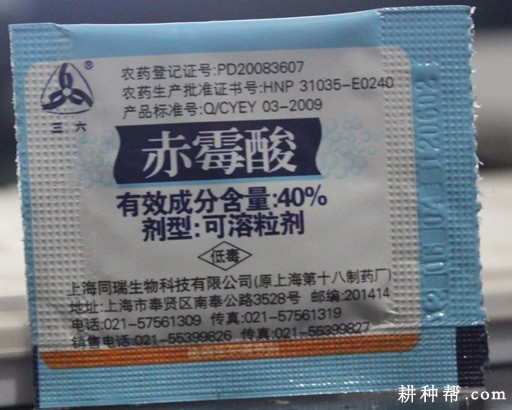 农药登记证号:PD20083607
农药生产批准证书号:HNP 31035-E0240
产品标准号:Q/CYEY 03-2009
®
三六
赤霉酸
有效成分含量:40%
剂型:可溶粒剂
低毒
上海同瑞生物科技有限公司(原上海第十八制药厂)
地址:上海市奉贤区南奉公路3528号 邮编:201414
电话:021-57561309 传真:021-57561319
销售电话:021-55399826 传真:021-55399827
耕种帮.com